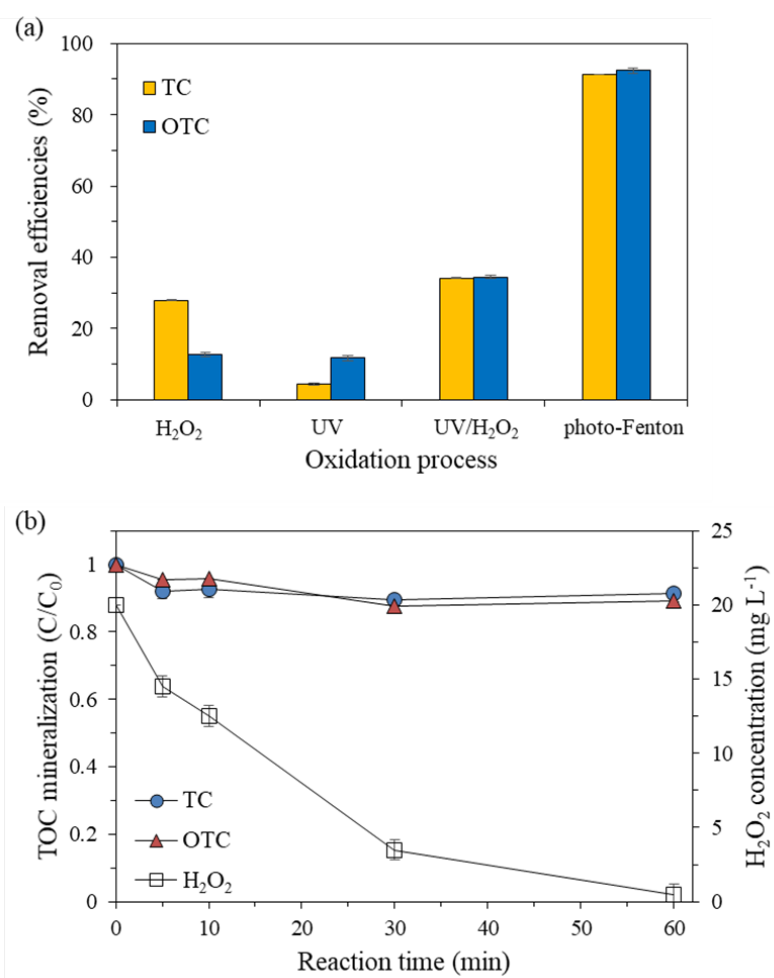 (a)
100
80
60
40
20
0
Removal efficiencies (%)
TC
OTC
H₂O₂ UV UV/H₂O₂ photo-Fenton
Oxidation process
(b)
1
0.8
0.6
0.4
0.2
0
TOC mineralization (C/C₀)
25
20
15
10
5
0
H₂O₂ concentration (mg L⁻¹)
TC
OTC
H₂O₂
0 10 20 30 40 50 60
Reaction time (min)